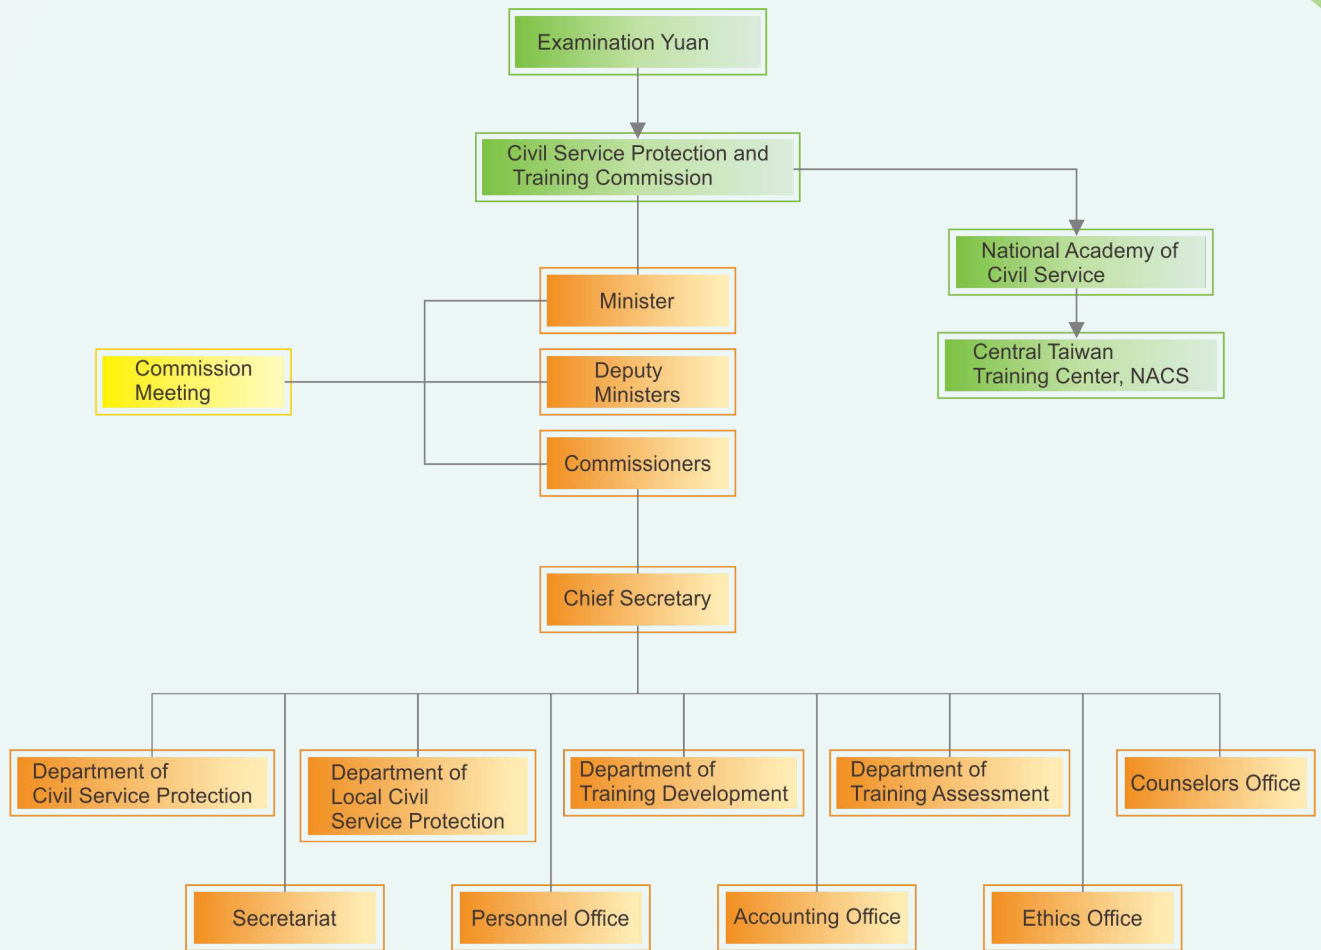 Examination Yuan
Civil Service Protection and
Training Commission
National Academy of
Civil Service
Minister
Central Taiwan
Training Center, NACS
Commission
Meeting
Deputy
Ministers
Commissioners
Chief Secretary
Department of
Civil Service Protection
Department of
Local Civil
Service Protection
Department of
Training Development
Department of
Training Assessment
Counselors Office
Secretariat
Personnel Office
Accounting Office
Ethics Office